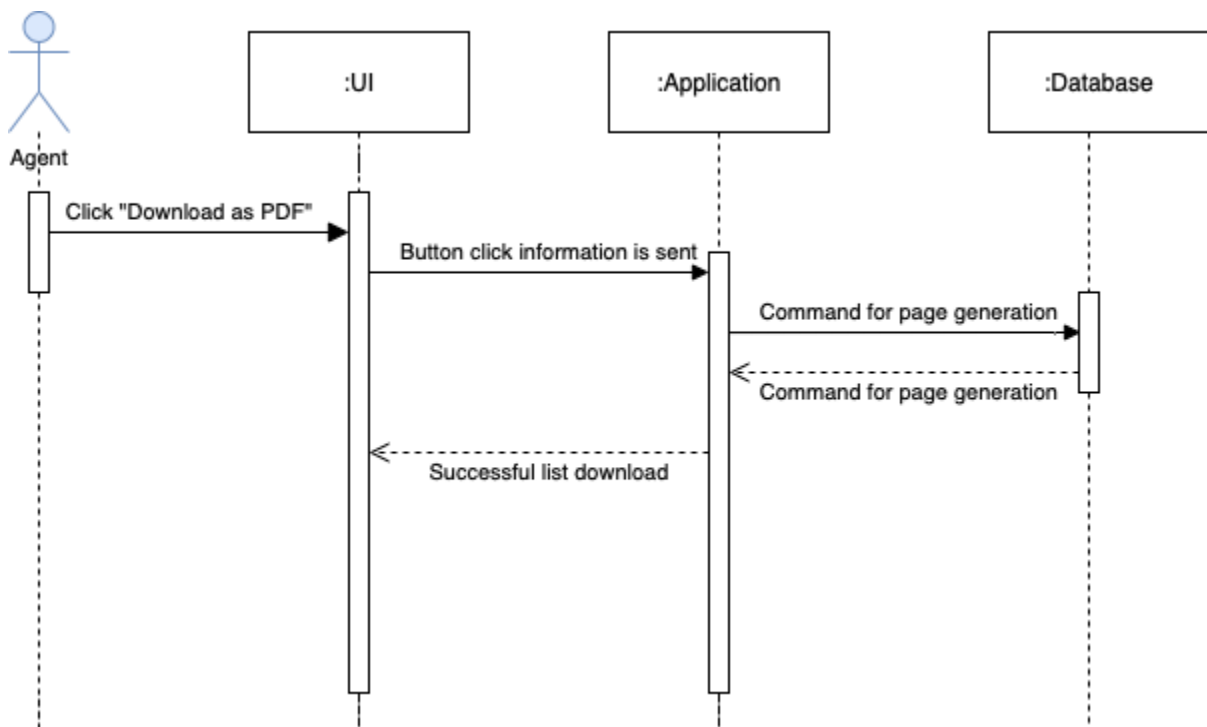 :UI
:Application
:Database
Agent
Click "Download as PDF"
Button click information is sent
Command for page generation
Command for page generation
Successful list download